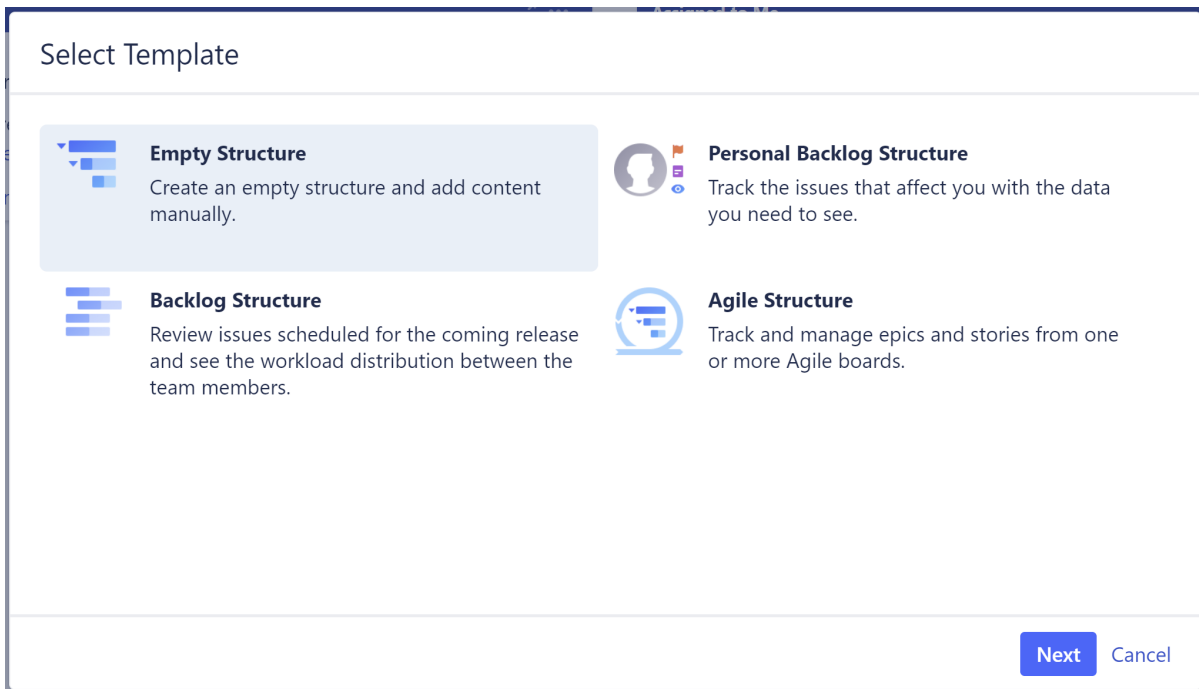 Assigned to Me
Select Template
Empty Structure
Create an empty structure and add content
manually.
Personal Backlog Structure
Track the issues that affect you with the data
you need to see.
Backlog Structure
Review issues scheduled for the coming release
and see the workload distribution between the
team members.
Agile Structure
Track and manage epics and stories from one
or more Agile boards.
Next Cancel